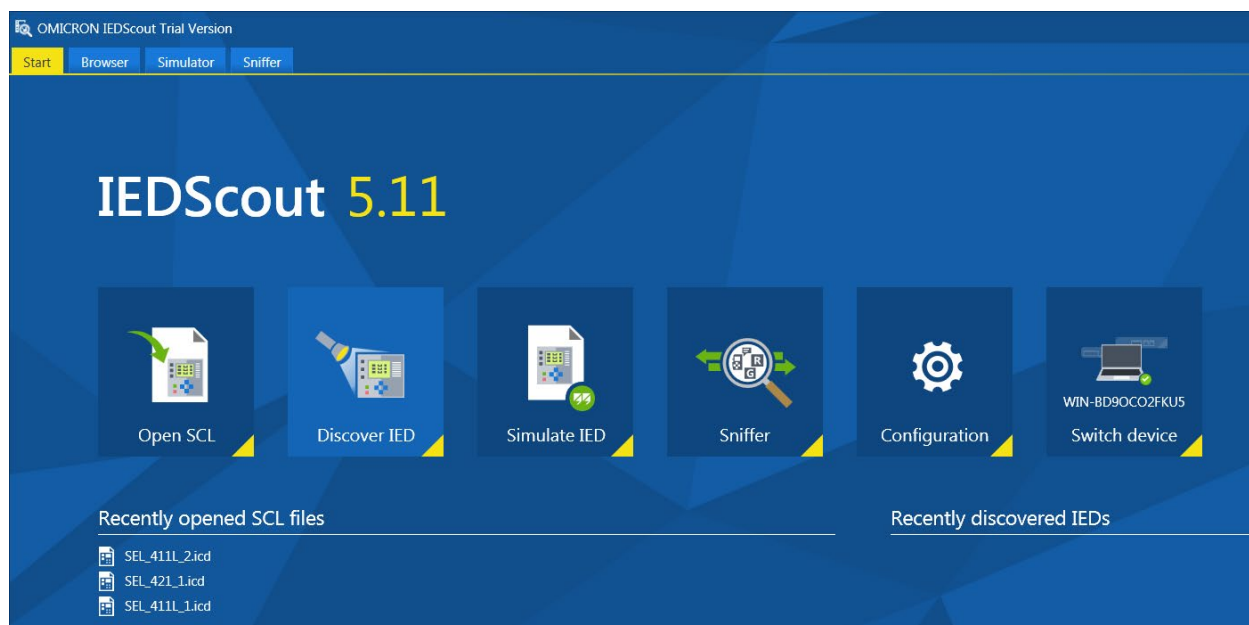 OMICRON IEDScout Trial Version
Start Browser Simulator Sniffer
IEDScout 5.11
WIN-BD9OCO2FKU5
Open SCL Discover IED Simulate IED Sniffer Configuration Switch device
Recently opened SCL files Recently discovered IEDs
SEL_411L_2.icd
SEL_421_1.icd
SEL_411L_1.icd